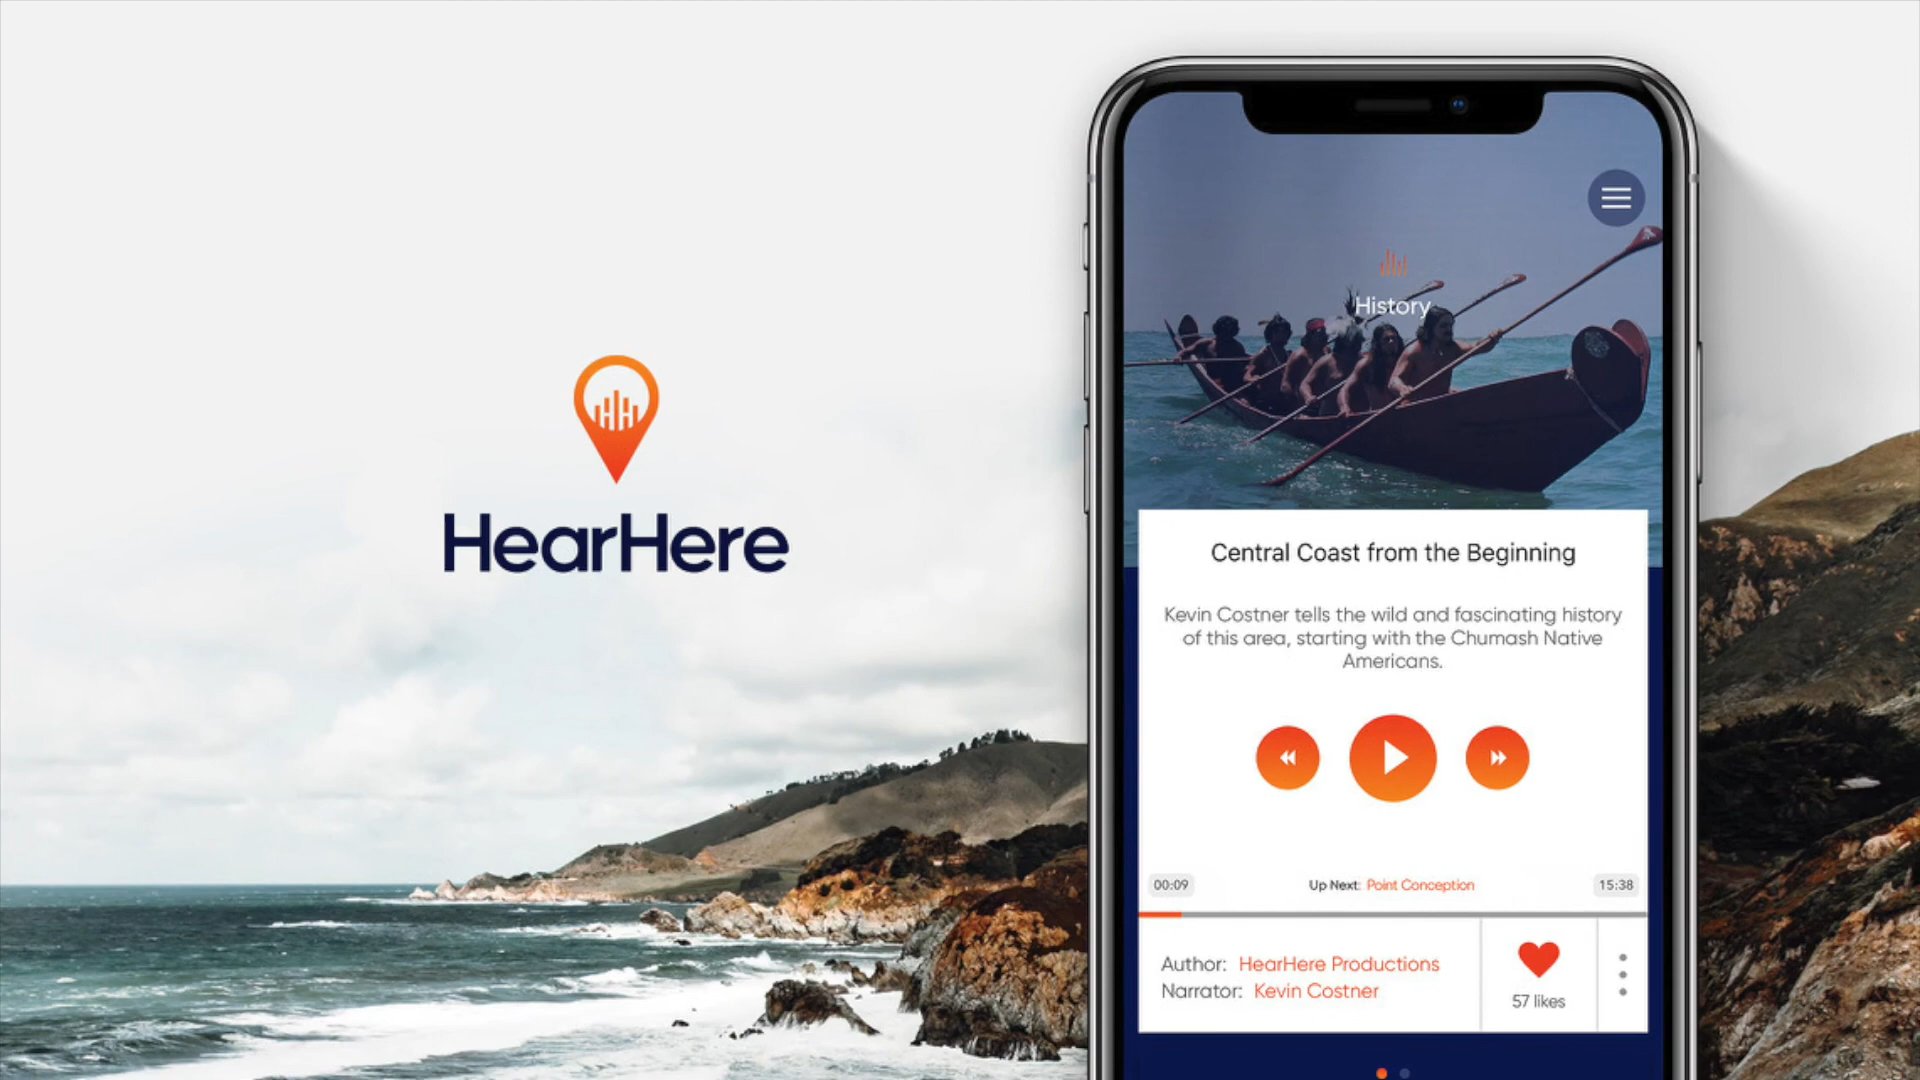 HearHere
History
Central Coast from the Beginning
Kevin Costner tells the wild and fascinating history
of this area, starting with the Chumash Native
Americans.
00:09
Up Next: Point Conception
15:38
Author: HearHere Productions
Narrator: Kevin Costner
57 likes